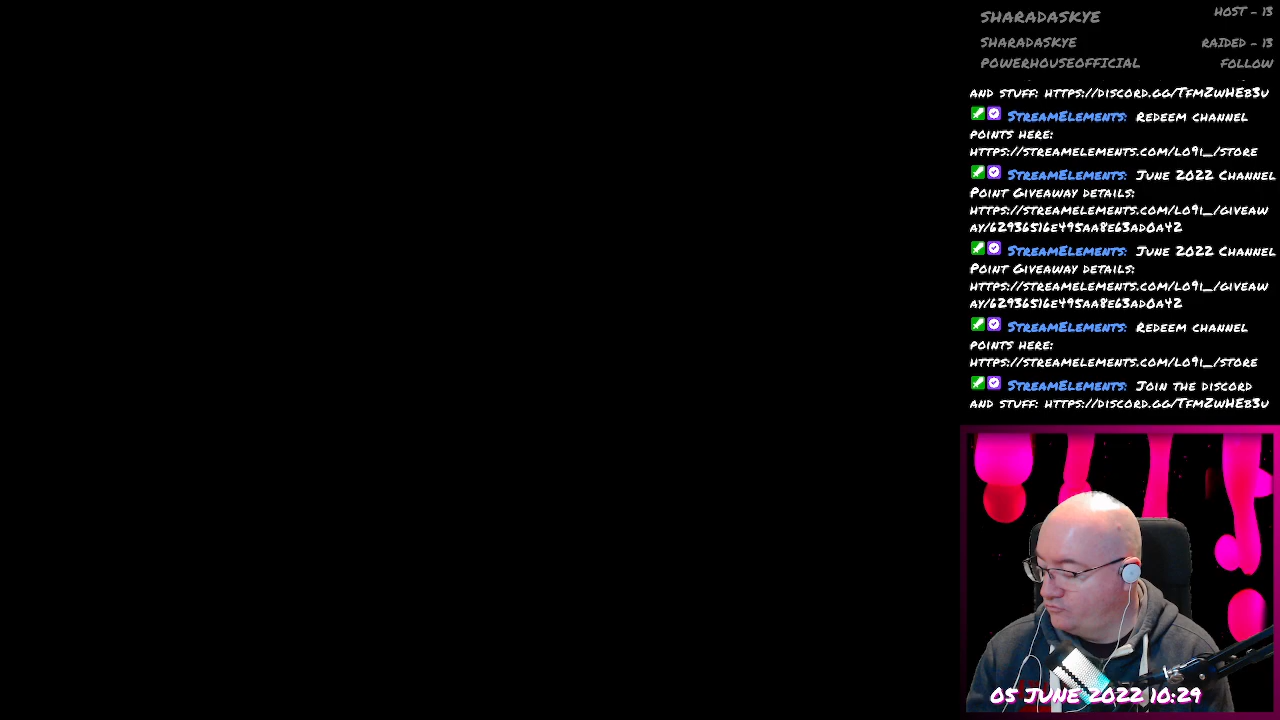 SHARADASKYE HOST - 13
SHARADASKYE RAIDED - 13
POWERHOUSEOFFICIAL FOLLOW
AND STUFF: HTTPS://DISCORD.GG/TFMZWHEB3U
STREAMELEMENTS: REDEEM CHANNEL
POINTS HERE:
HTTPS://STREAMELEMENTS.COM/LO9I_/STORE
STREAMELEMENTS: JUNE 2022 CHANNEL
POINT GIVEAWAY DETAILS:
HTTPS://STREAMELEMENTS.COM/LO9I_/GIVEAW
AY/62936516E495AA8E63AD0A42
STREAMELEMENTS: JUNE 2022 CHANNEL
POINT GIVEAWAY DETAILS:
HTTPS://STREAMELEMENTS.COM/LO9I_/GIVEAW
AY/62936516E495AA8E63AD0A42
STREAMELEMENTS: REDEEM CHANNEL
POINTS HERE:
HTTPS://STREAMELEMENTS.COM/LO9I_/STORE
STREAMELEMENTS: JOIN THE DISCORD
AND STUFF: HTTPS://DISCORD.GG/TFMZWHEB3U
05 JUNE 2022 10:29